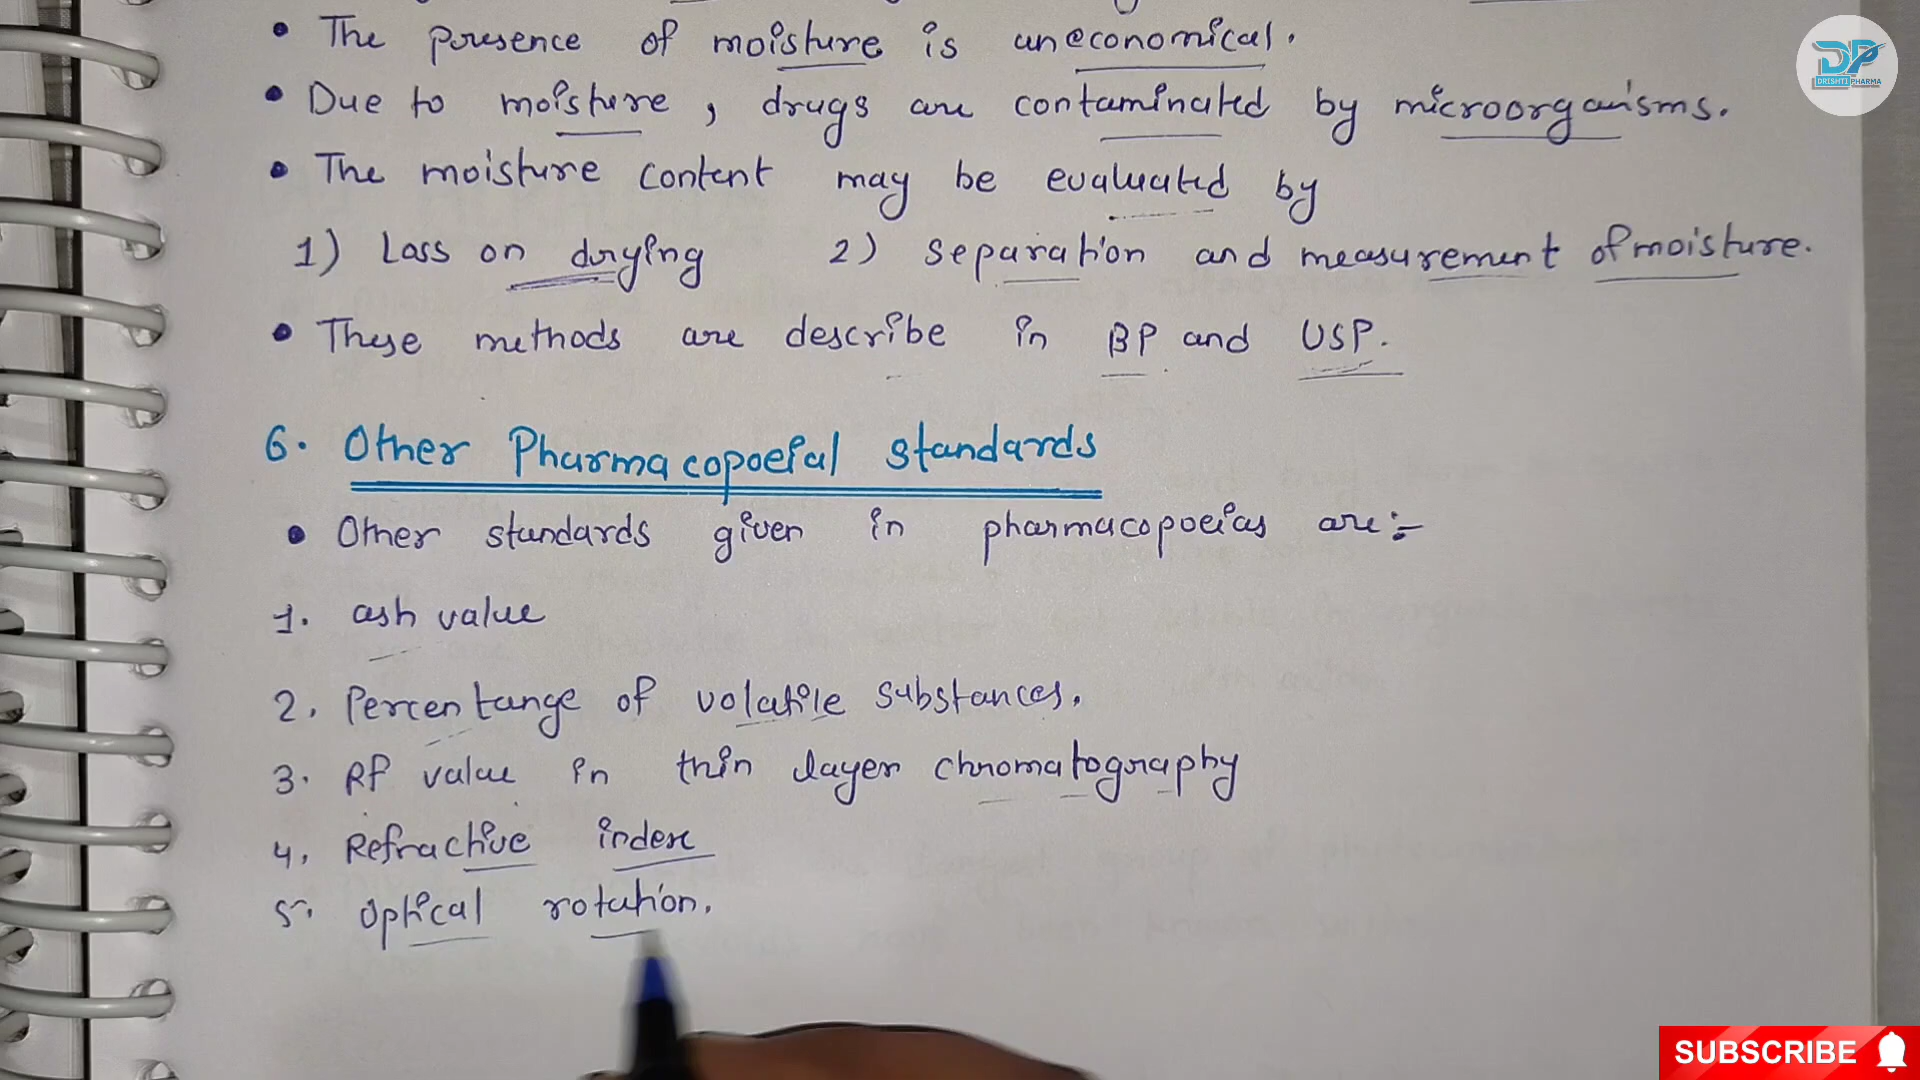 • The presence of moisture is uneconomical.
• Due to moisture, drugs are contaminated by microorganisms.
• The moisture content may be evaluated by
1) Loss on drying 2) separation and measurement of moisture.
• These methods are describe in BP and USP.
6. Other Pharmacopoeial standards
• Other standards given in pharmacopoeias are:-
1. ash value
2. Percentange of volatile substances.
3. Rf value in thin layer chromatography
4. Refractive index
5. Optical rotation.
DP
DRISHTI PHARMA
SUBSCRIBE